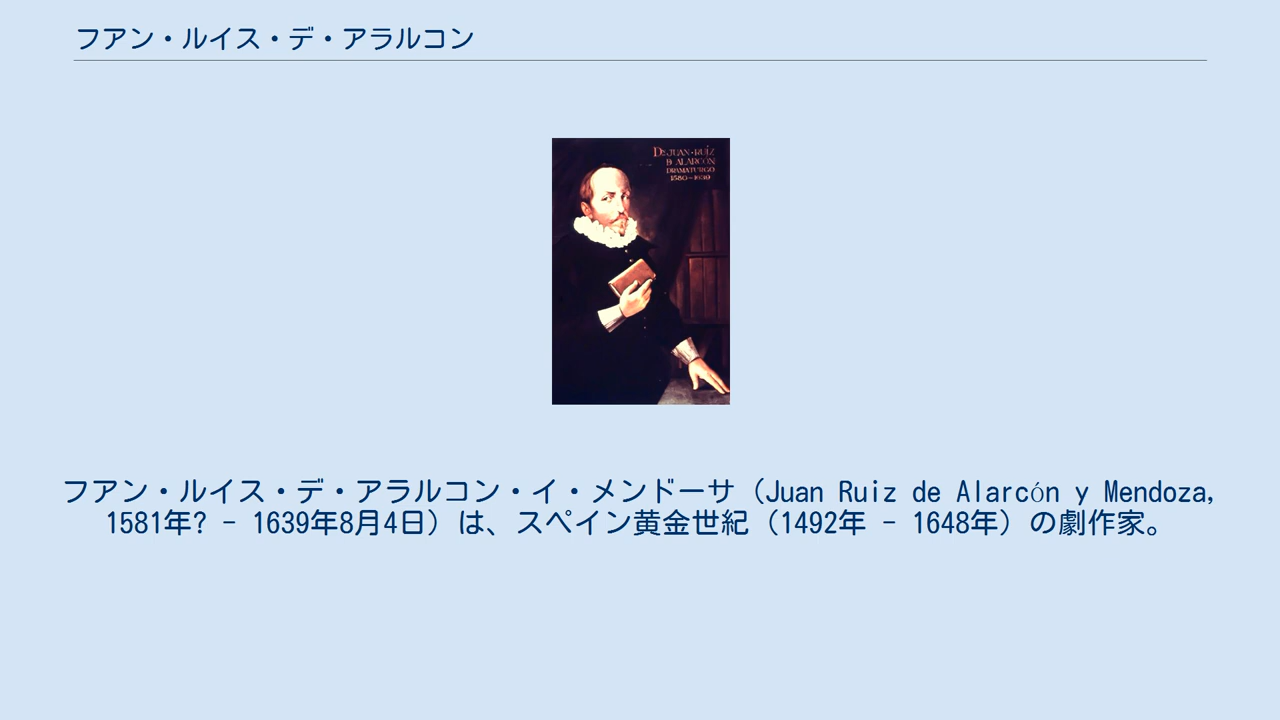 フアン・ルイス・デ・アラルコン
Dn JUAN·RUÍZ
D ALARCÓN
DRAMATURGO
1580-1639
フアン・ルイス・デ・アラルコン・イ・メンドーサ（Juan Ruiz de Alarcón y Mendoza,
1581年? - 1639年8月4日）は、スペイン黄金世紀（1492年 - 1648年）の劇作家。